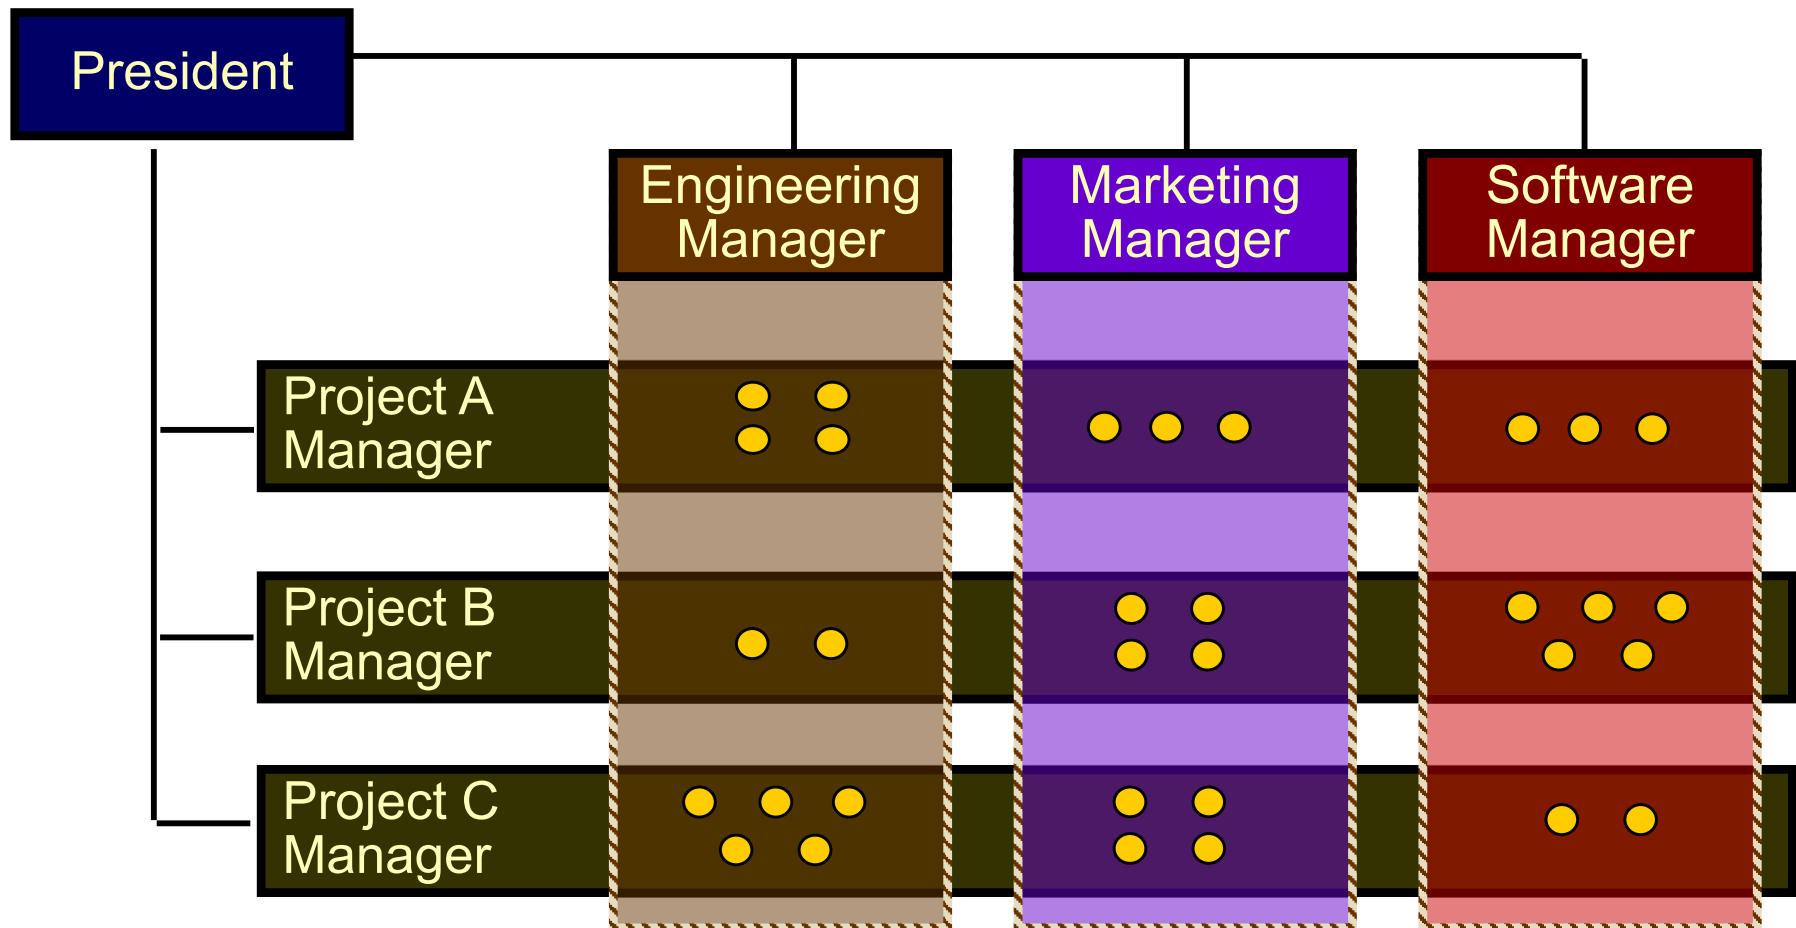 President
Engineering
Manager
Marketing
Manager
Software
Manager
Project A
Manager
Project B
Manager
Project C
Manager